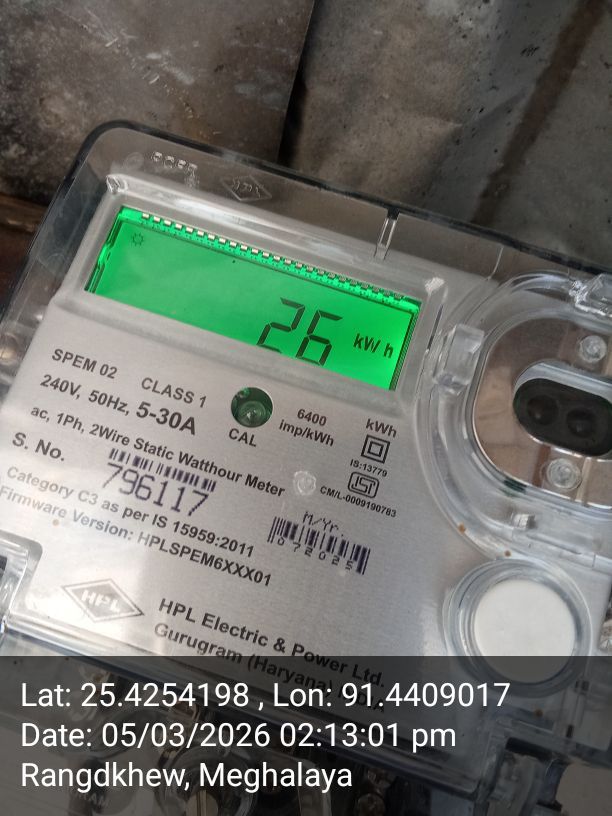 26 kWh
SPEM 02 CLASS 1
240V, 50Hz, 5-30A
CAL
6400
imp/kWh
kWh
ac, 1Ph, 2Wire Static Watthour Meter
IS:13779
ISI
CM/L-0009190783
S. No.
796117
M/Yr.
072025
Category C3 as per IS 15959:2011
Firmware Version: HPLSPEM6XXX01
HPL
HPL Electric & Power Ltd.
Gurugram (Haryana)
Lat: 25.4254198 , Lon: 91.4409017
Date: 05/03/2026 02:13:01 pm
Rangdkhew, Meghalaya